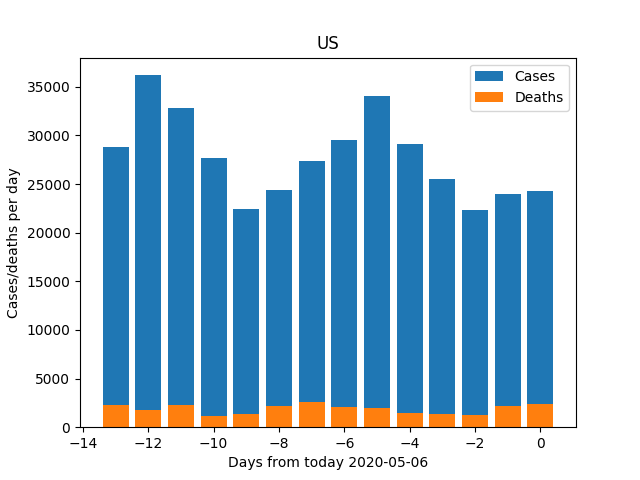 US
Cases
Deaths
Cases/deaths per day
35000
30000
25000
20000
15000
10000
5000
0
−14 −12 −10 −8 −6 −4 −2 0
Days from today 2020-05-06